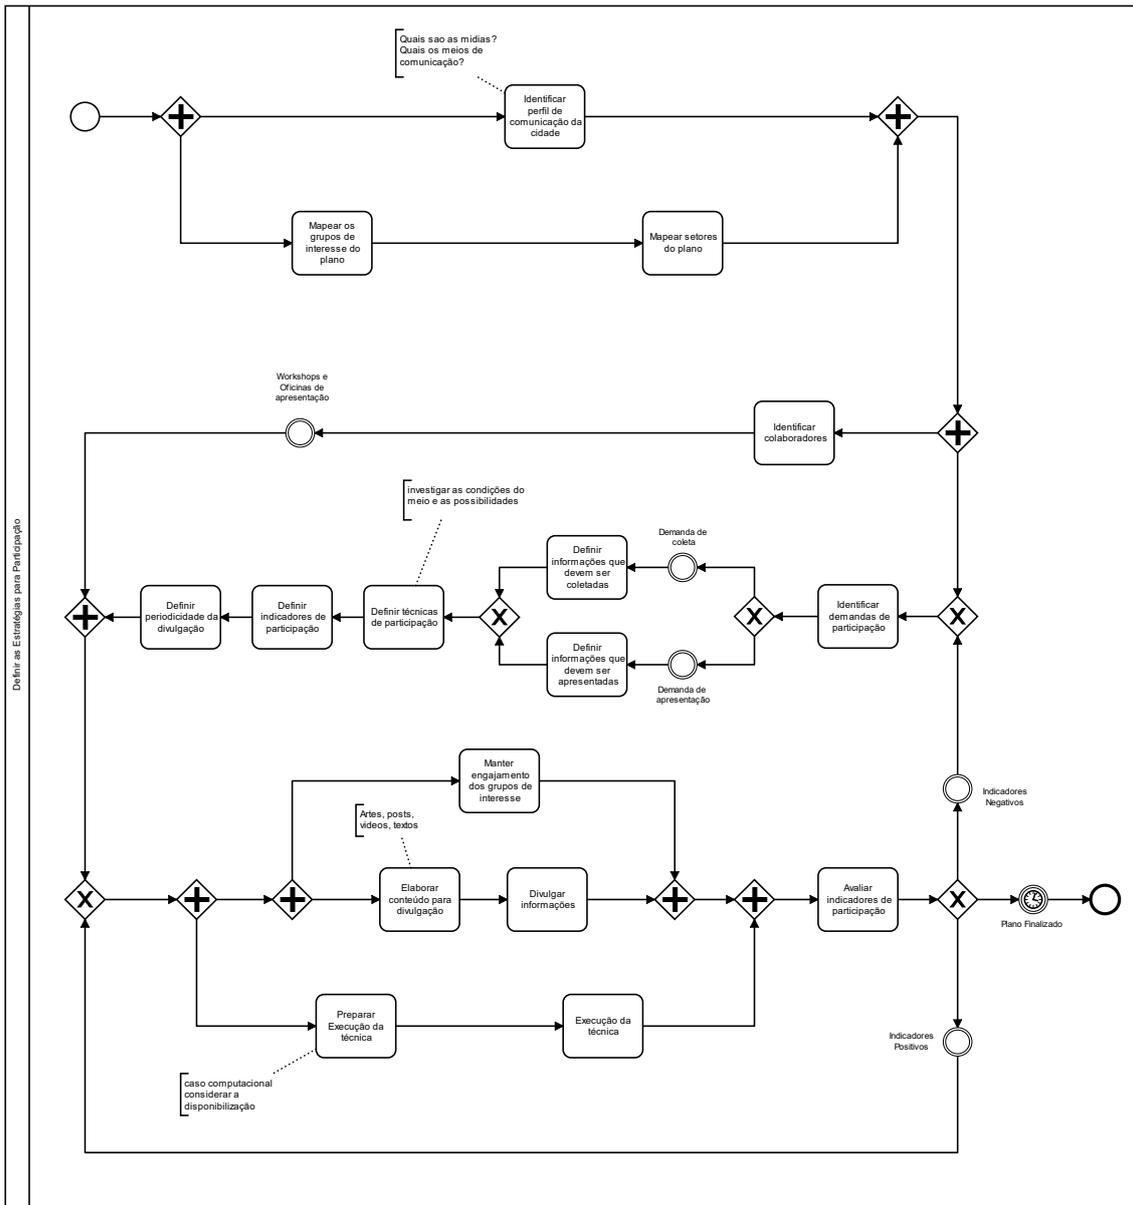 Definir as Estratégias para Participação
Quais sao as midias?
Quais os meios de
comunicação?
Identificar
perfil de
comunicação da
cidade
Mapear os
grupos de
interesse do
plano
Mapear setores
do plano
Workshops e
Oficinas de
apresentação
Identificar
colaboradores
investigar as condições do
meio e as possibilidades
Demanda de
coleta
Definir
informações que
devem ser
coletadas
Definir
periodicidade da
divulgação
Definir
indicadores de
participação
Definir técnicas
de participação
Identificar
demandas de
participação
Definir
informações que
devem ser
apresentadas
Demanda de
apresentação
Manter
engajamento
dos grupos de
interesse
Indicadores
Negativos
Artes, posts,
videos, textos
Elaborar
conteúdo para
divulgação
Divulgar
informações
Avaliar
indicadores de
participação
Plano Finalizado
Preparar
Execução da
técnica
Execução da
técnica
Indicadores
Positivos
caso computacional
considerar a
disponibilização